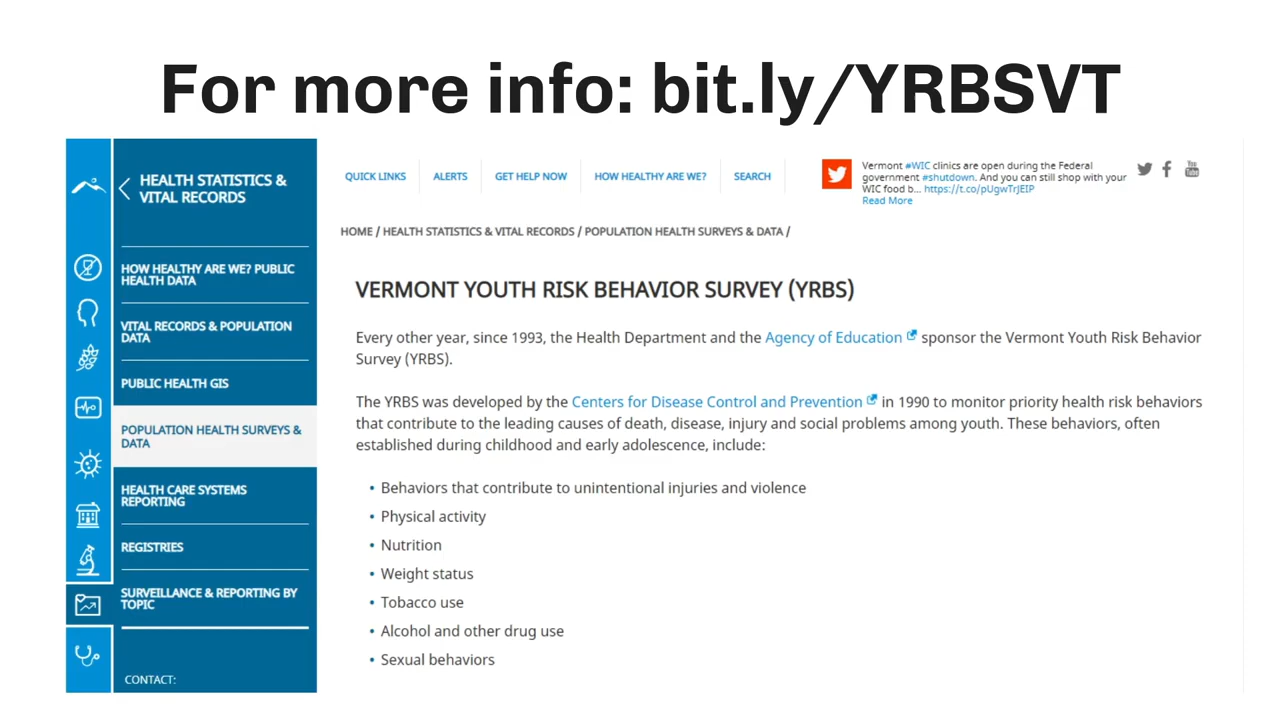 For more info: bit.ly/YRBSVT
HEALTH STATISTICS &
VITAL RECORDS
HOW HEALTHY ARE WE? PUBLIC
HEALTH DATA
VITAL RECORDS & POPULATION
DATA
PUBLIC HEALTH GIS
POPULATION HEALTH SURVEYS &
DATA
HEALTH CARE SYSTEMS
REPORTING
REGISTRIES
SURVEILLANCE & REPORTING BY
TOPIC
CONTACT:
QUICK LINKS
ALERTS
GET HELP NOW
HOW HEALTHY ARE WE?
SEARCH
Vermont #WIC clinics are open during the Federal
government #shutdown. And you can still shop with your
WIC food b... https://t.co/pUgwTrJEIP
Read More
You
Tube
HOME / HEALTH STATISTICS & VITAL RECORDS / POPULATION HEALTH SURVEYS & DATA /
VERMONT YOUTH RISK BEHAVIOR SURVEY (YRBS)
Every other year, since 1993, the Health Department and the Agency of Education sponsor the Vermont Youth Risk Behavior
Survey (YRBS).
The YRBS was developed by the Centers for Disease Control and Prevention in 1990 to monitor priority health risk behaviors
that contribute to the leading causes of death, disease, injury and social problems among youth. These behaviors, often
established during childhood and early adolescence, include:
• Behaviors that contribute to unintentional injuries and violence
• Physical activity
• Nutrition
• Weight status
• Tobacco use
• Alcohol and other drug use
• Sexual behaviors